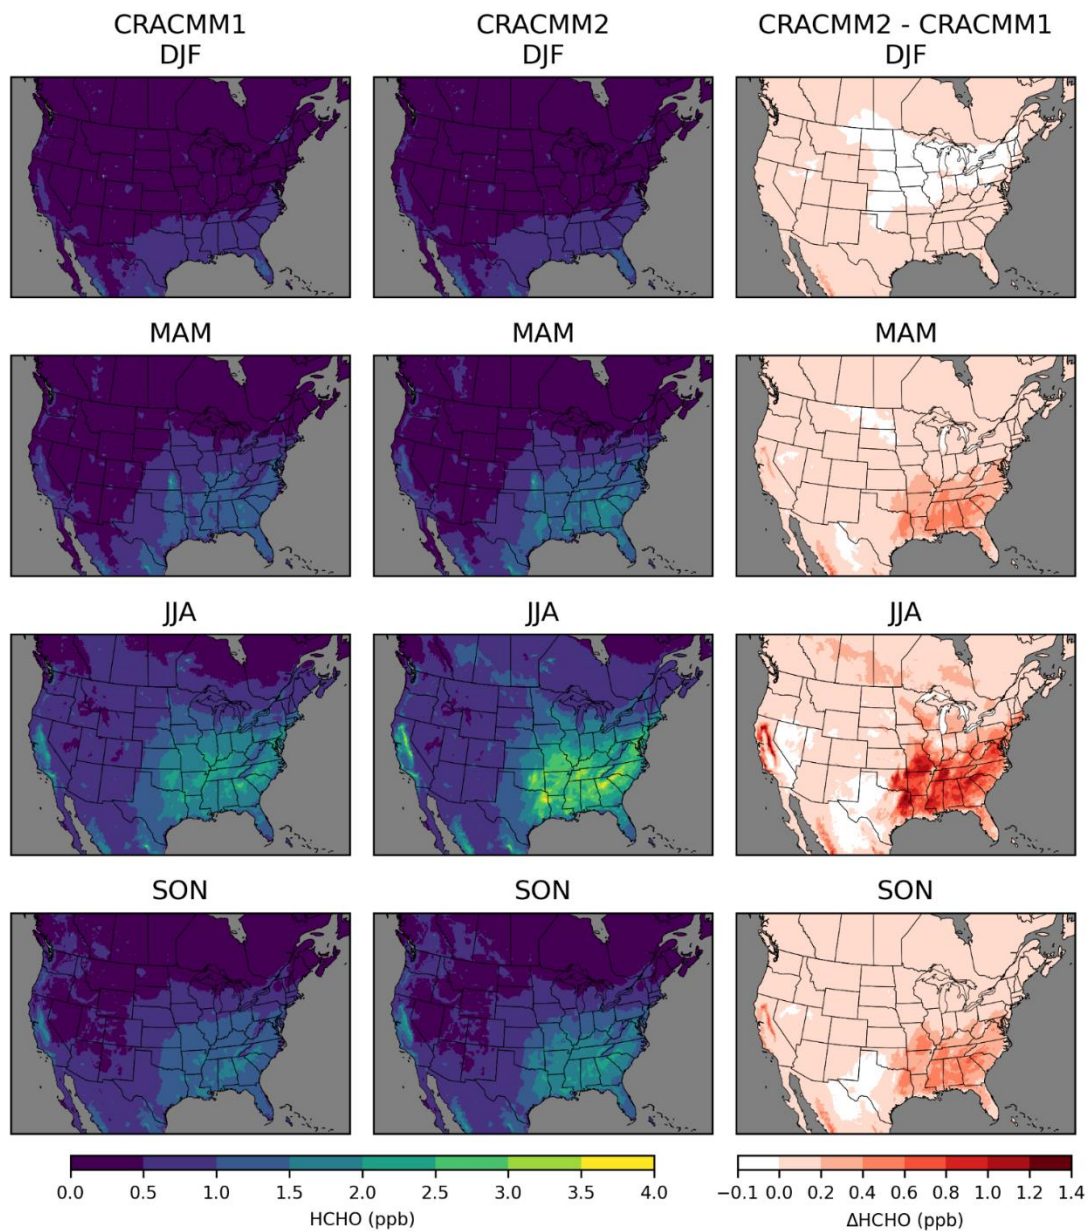 CRACMM1 CRACMM2 CRACMM2 - CRACMM1
DJF DJF DJF
MAM MAM MAM
JJA JJA JJA
SON SON SON
0.0 0.5 1.0 1.5 2.0 2.5 3.0 3.5 4.0 −0.1 0.0 0.2 0.4 0.6 0.8 1.0 1.2 1.4
HCHO (ppb) ΔHCHO (ppb)